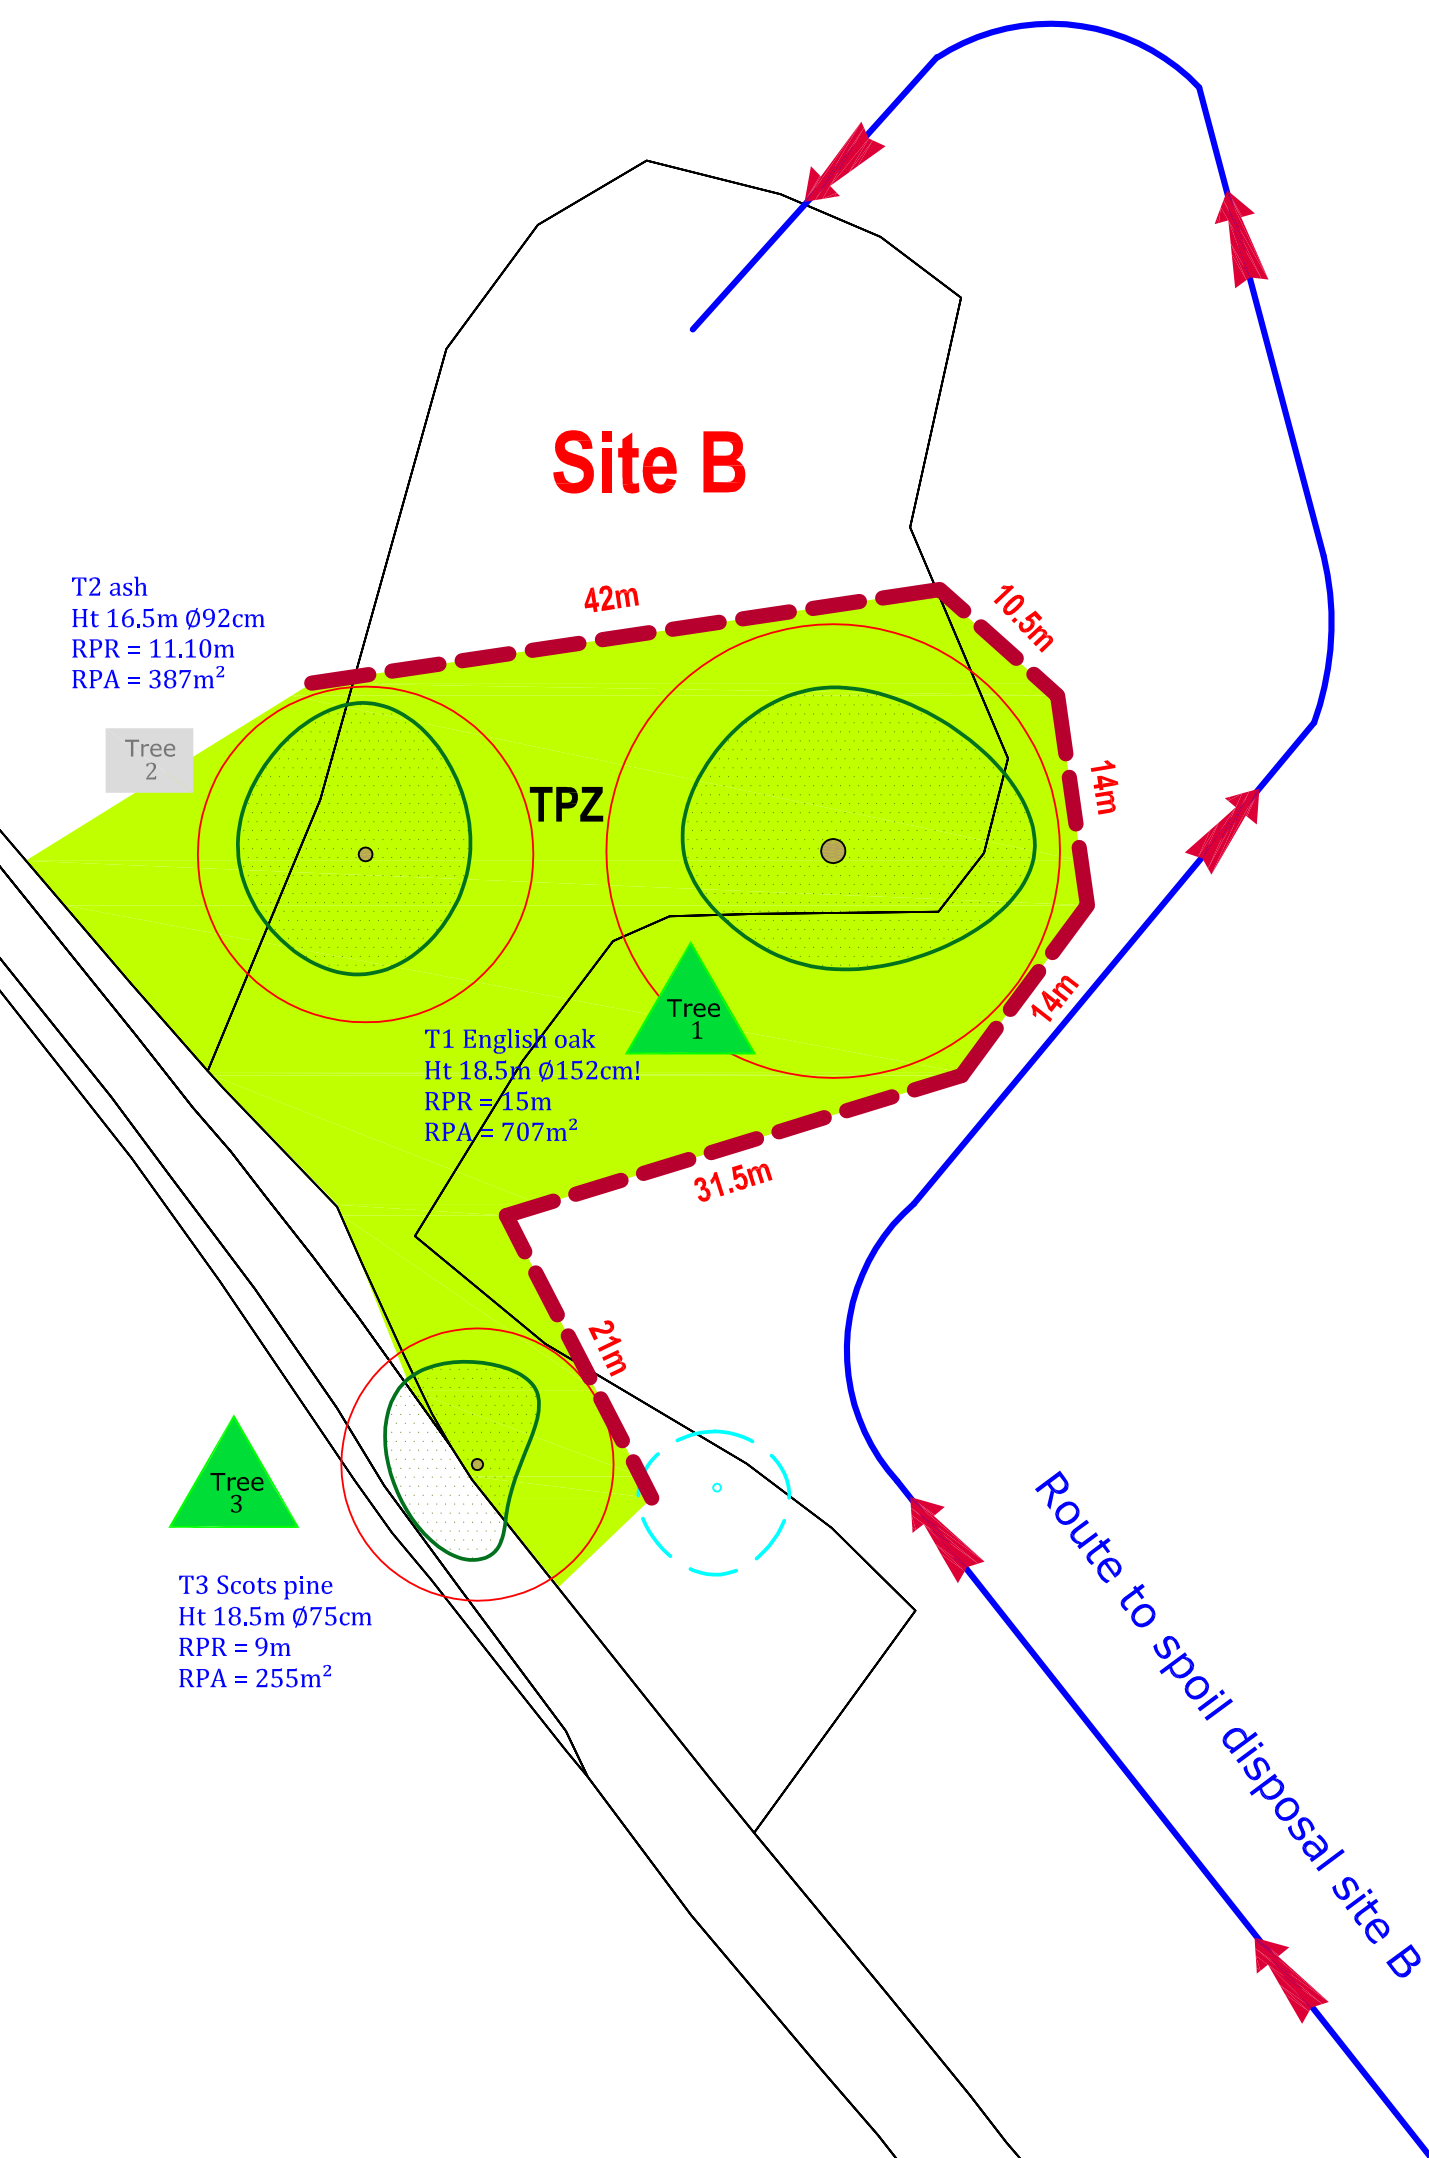 Site B
T2 ash
Ht 16.5m Ø92cm
RPR = 11.10m
RPA = 387m²
42m
10.5m
Tree
2
TPZ
14m
14m
Tree
1
T1 English oak
Ht 18.5m Ø152cm!
RPR = 15m
RPA = 707m²
31.5m
21m
Tree
3
T3 Scots pine
Ht 18.5m Ø75cm
RPR = 9m
RPA = 255m²
Route to spoil disposal site B